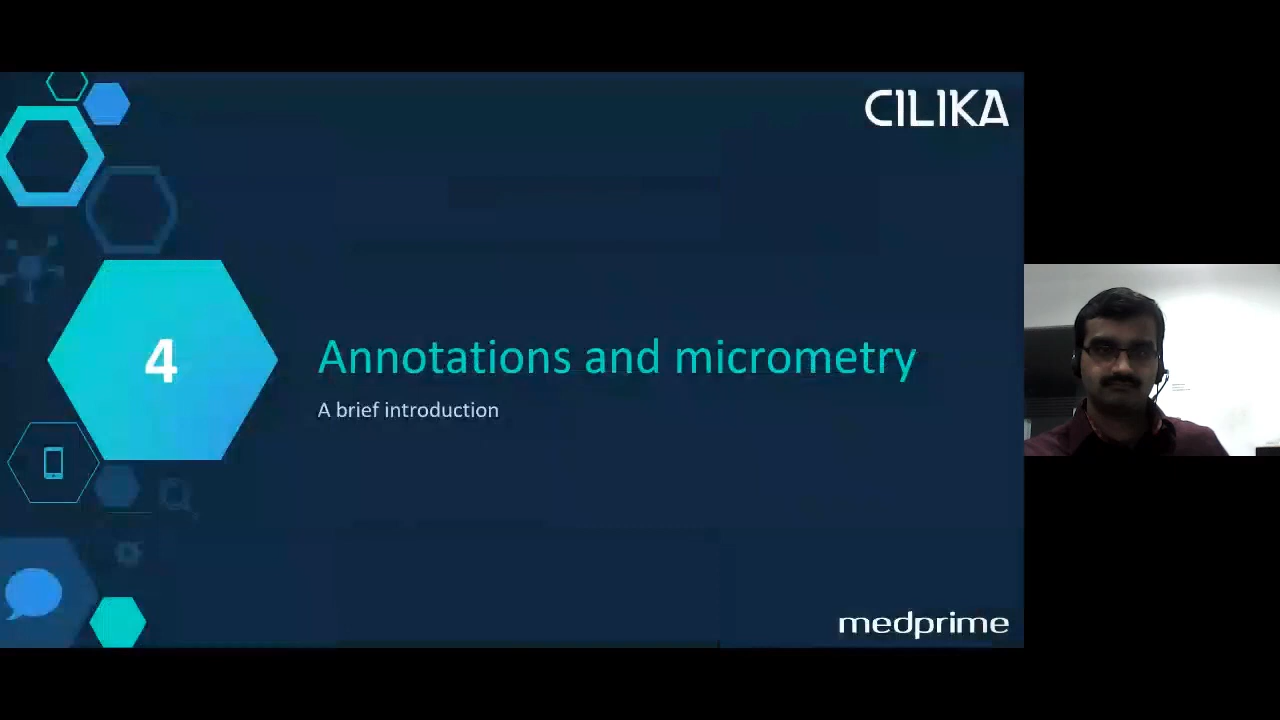 CILIKA
4
Annotations and micrometry
A brief introduction
medprime